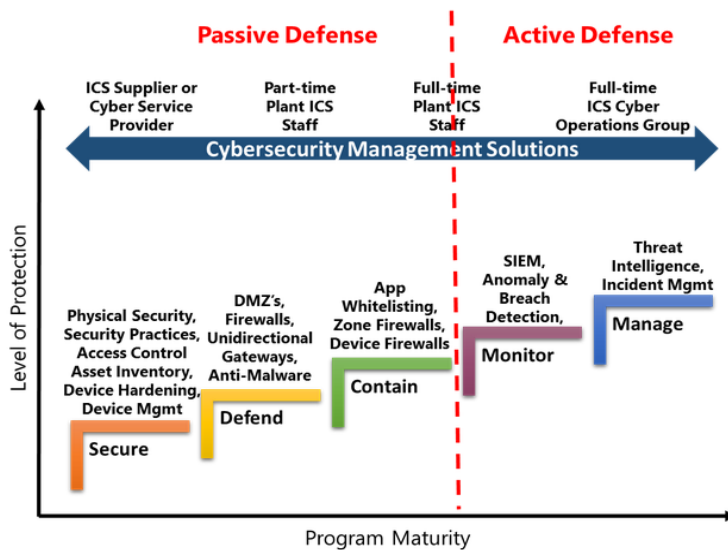 Passive Defense
Active Defense
ICS Supplier or
Cyber Service
Provider
Part-time
Plant ICS
Staff
Full-time
Plant ICS
Staff
Full-time
ICS Cyber
Operations Group
Cybersecurity Management Solutions
Level of Protection
Physical Security,
Security Practices,
Access Control
Asset Inventory,
Device Hardening,
Device Mgmt
Secure
DMZ's,
Firewalls,
Unidirectional
Gateways,
Anti-Malware
Defend
App
Whitelisting,
Zone Firewalls,
Device Firewalls
Contain
SIEM,
Anomaly &
Breach
Detection,
Monitor
Threat
Intelligence,
Incident Mgmt
Manage
Program Maturity